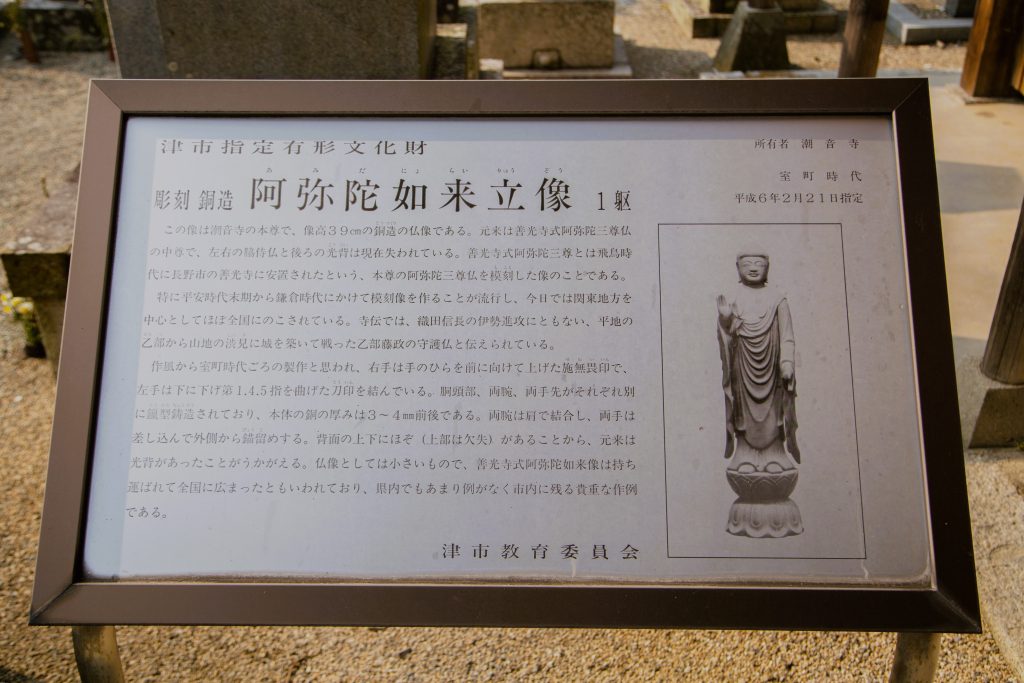 津市指定有形文化財
所有者 潮音寺
室町時代
平成6年2月21日指定
彫刻 銅造 阿弥陀如来立像 1躯
あ み だ にょ らい りゅう ぞう
この像は潮音寺の本尊で、像高39㎝の銅造の仏像である。元来は善光寺式阿弥陀三尊仏
の中尊で、左右の脇侍仏と後ろの光背は現在失われている。善光寺式阿弥陀三尊とは飛鳥時
代に長野市の善光寺に安置されたという、本尊の阿弥陀三尊仏を模刻した像のことである。
特に平安時代末期から鎌倉時代にかけて模刻像を作ることが流行し、今日では関東地方を
中心としてほぼ全国にのこされている。寺伝では、織田信長の伊勢進攻にともない、平地の
乙部から山地の渋見に城を築いて戦った乙部藤政の守護仏と伝えられている。
作風から室町時代ごろの製作と思われ、右手は手のひらを前に向けて上げた施無畏印で、
左手は下に下げ第1.4.5指を曲げた刀印を結んでいる。胴頭部、両腕、両手先がそれぞれ別
に鑞型鋳造されており、本体の銅の厚みは3～4㎜前後である。両腕は肩で結合し、両手は
差し込んで外側から錨留めする。背面の上下にほぞ（上部は欠失）があることから、元来は
光背があったことがうかがえる。仏像としては小さいもので、善光寺式阿弥陀如来像は持ち
運ばれて全国に広まったともいわれており、県内でもあまり例がなく市内に残る貴重な作例
である。
津市教育委員会